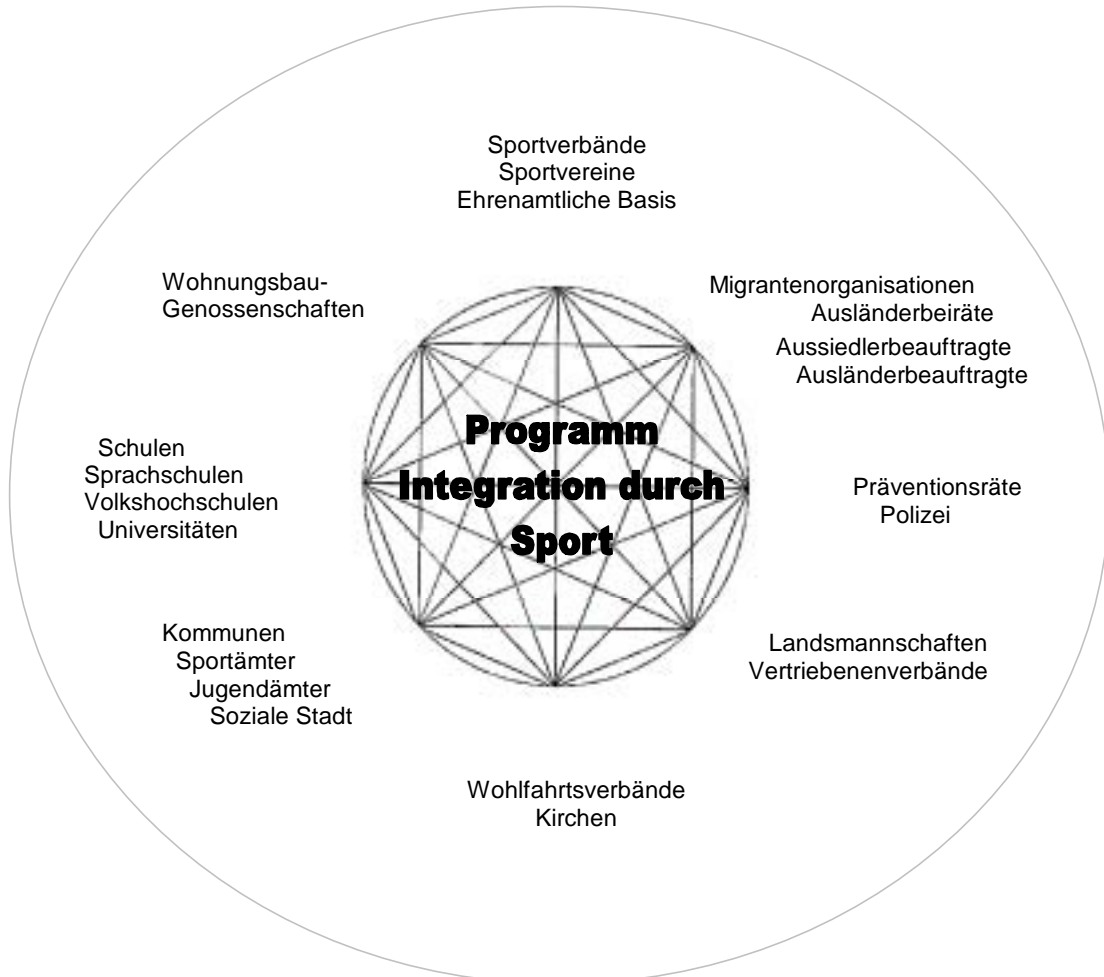 Sportverbände
Sportvereine
Ehrenamtliche Basis
Wohnungsbau-
Genossenschaften
Migrantenorganisationen
Ausländerbeiräte
Aussiedlerbeauftragte
Ausländerbeauftragte
Programm
Integration durch
Sport
Schulen
Sprachschulen
Volkshochschulen
Universitäten
Präventionsräte
Polizei
Kommunen
Sportämter
Jugendämter
Soziale Stadt
Landsmannschaften
Vertriebenenverbände
Wohlfahrtsverbände
Kirchen